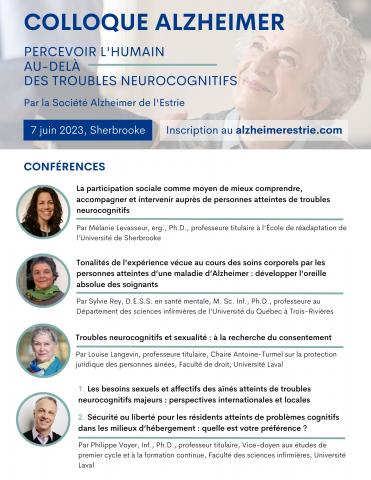 COLLOQUE ALZHEIMER
PERCEVOIR L'HUMAIN
AU-DELÀ
DES TROUBLES NEUROCOGNITIFS
Par la Société Alzheimer de l'Estrie
7 juin 2023, Sherbrooke
Inscription au alzheimerestrie.com
CONFÉRENCES
La participation sociale comme moyen de mieux comprendre,
accompagner et intervenir auprès de personnes atteintes de troubles
neurocognitifs
Par Mélanie Levasseur, erg., Ph.D., professeure titulaire à l'École de réadaptation de
l'Université de Sherbrooke
Tonalités de l'expérience vécue au cours des soins corporels par les
personnes atteintes d'une maladie d'Alzheimer : développer l'oreille
absolue des soignants
Par Sylvie Rey, D.E.S.S. en santé mentale, M. Sc. Inf., Ph.D., professeure au
Département des sciences infirmières de l'Université du Québec à Trois-Rivières
Troubles neurocognitifs et sexualité : à la recherche du consentement
Par Louise Langevin, professeure titulaire, Chaire Antoine-Turmel sur la protection
juridique des personnes ainées, Faculté de droit, Université Laval
1. Les besoins sexuels et affectifs des ainés atteints de troubles
neurocognitifs majeurs : perspectives internationales et locales
2. Sécurité ou liberté pour les résidents atteints de problèmes cognitifs
dans les milieux d'hébergement : quelle est votre préférence ?
Par Philippe Voyer, Inf., Ph.D., professeur titulaire, Vice-doyen aux études de
premier cycle et à la formation continue, Faculté des sciences infirmières, Université
Laval